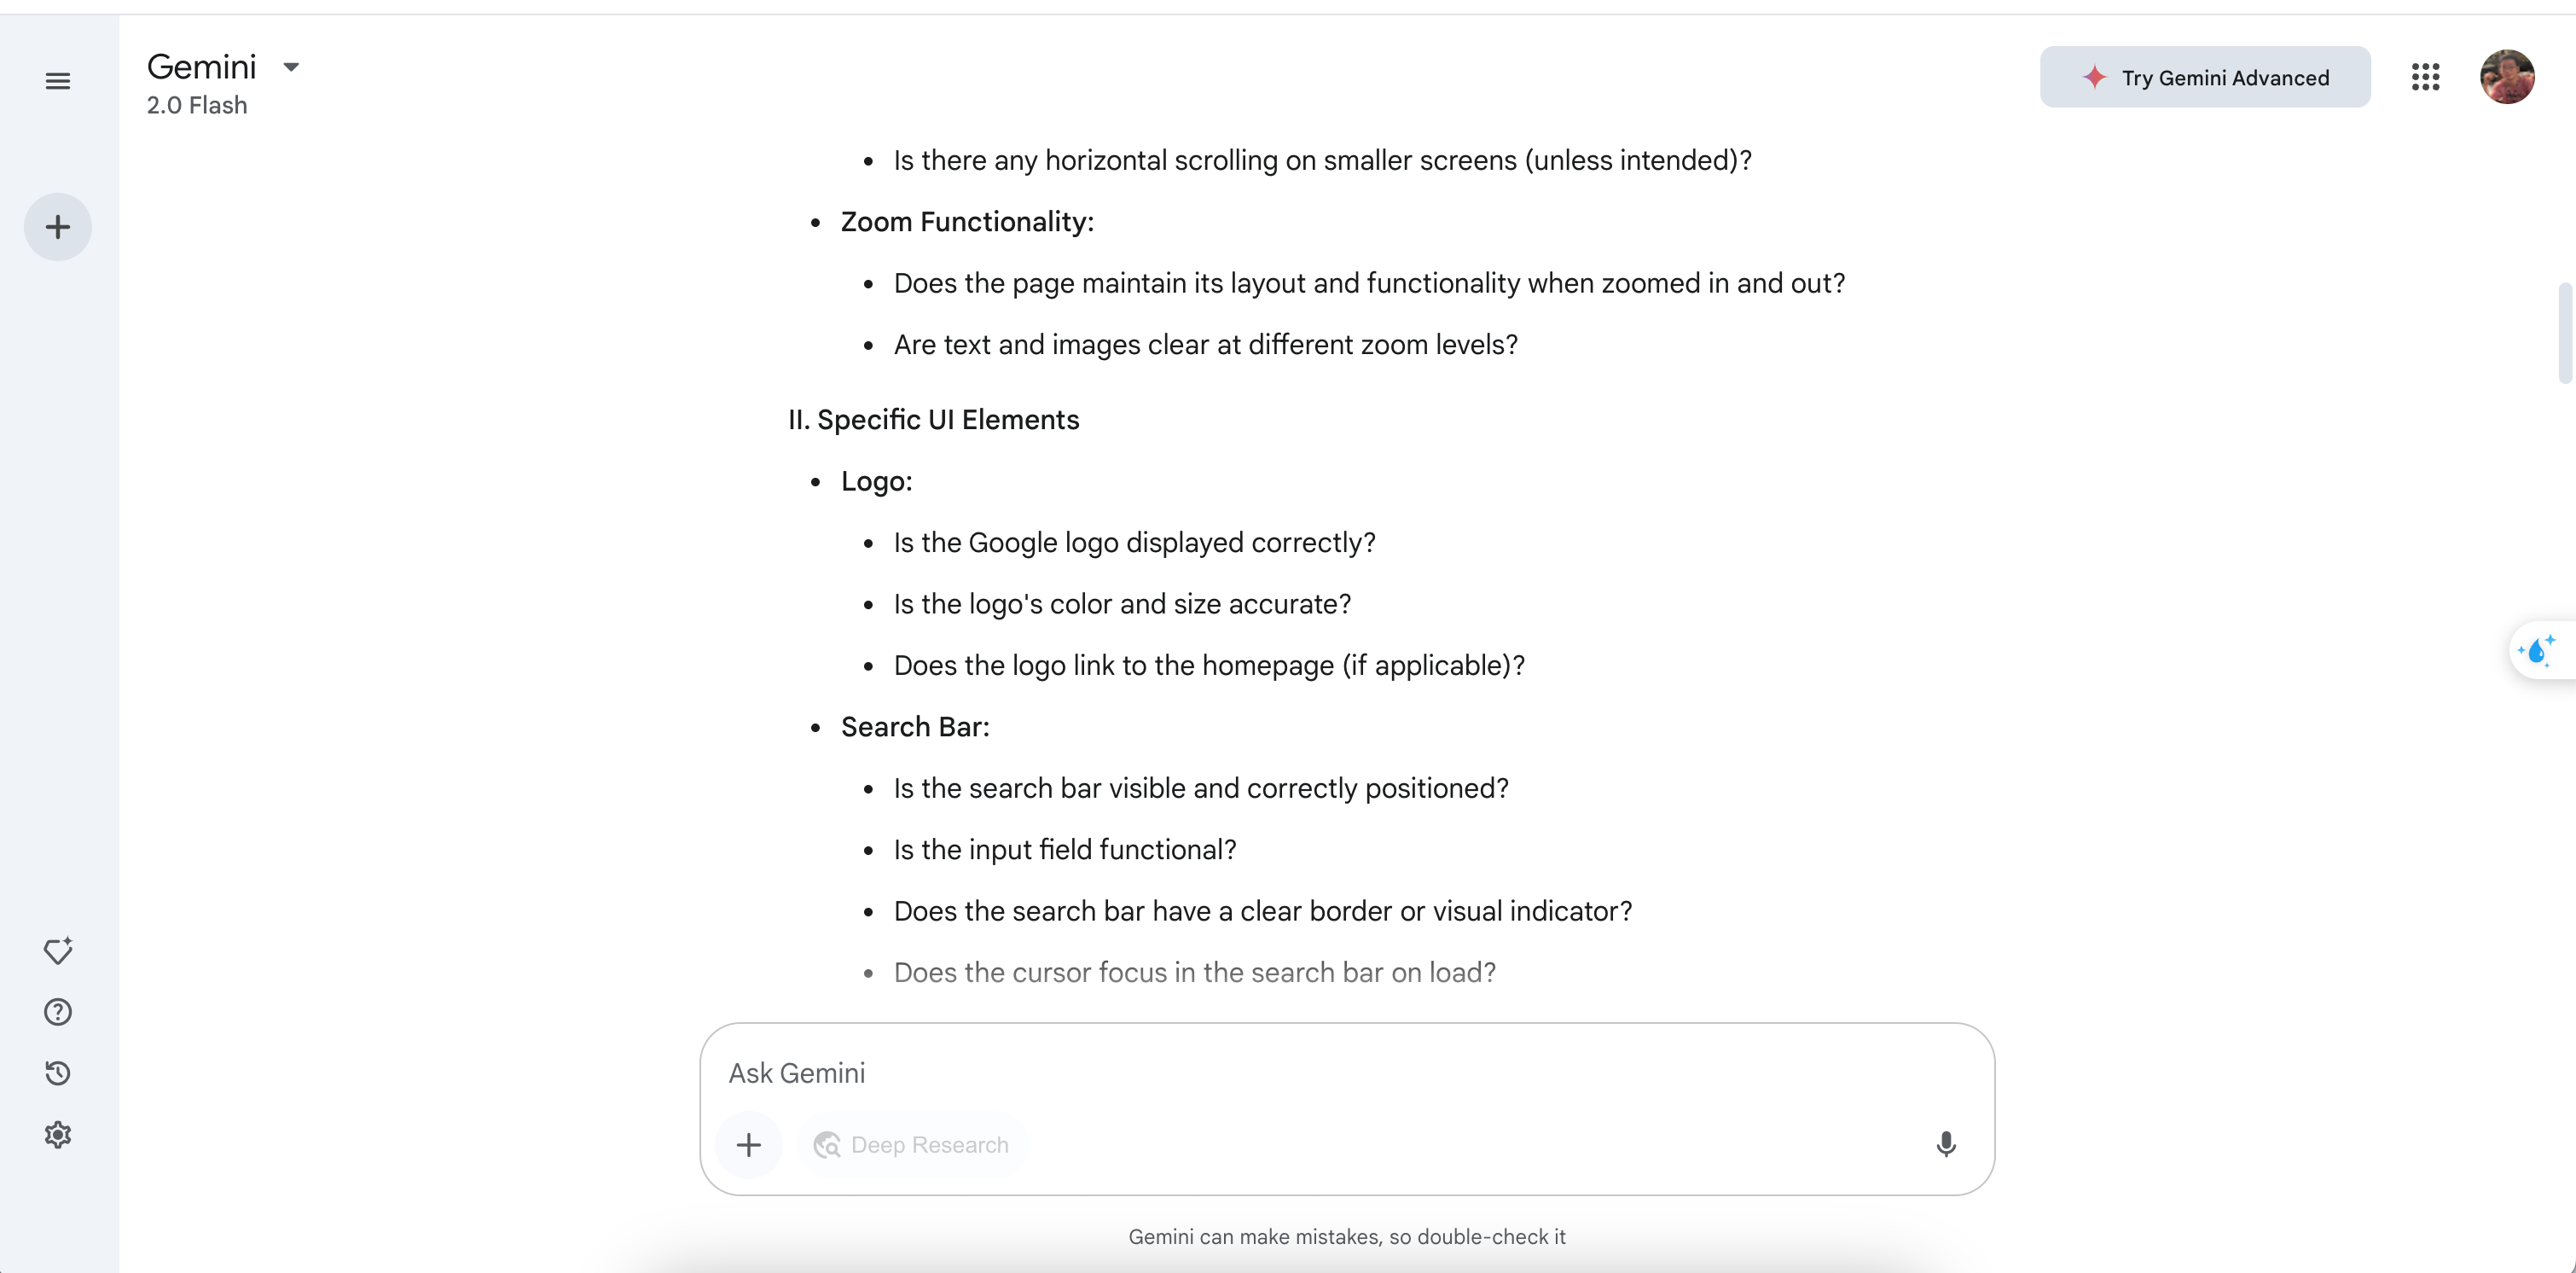 Gemini
2.0 Flash
Try Gemini Advanced
Is there any horizontal scrolling on smaller screens (unless intended)?
Zoom Functionality:
Does the page maintain its layout and functionality when zoomed in and out?
Are text and images clear at different zoom levels?
II. Specific UI Elements
Logo:
Is the Google logo displayed correctly?
Is the logo's color and size accurate?
Does the logo link to the homepage (if applicable)?
Search Bar:
Is the search bar visible and correctly positioned?
Is the input field functional?
Does the search bar have a clear border or visual indicator?
Does the cursor focus in the search bar on load?
Ask Gemini
Deep Research
Gemini can make mistakes, so double-check it